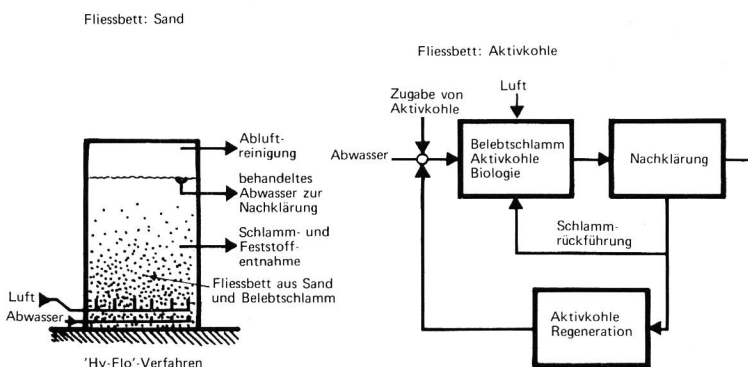 Fliessbett: Sand
Abluft-
reinigung
behandeltes
Abwasser zur
Nachklärung
Schlamm- und
Feststoff-
entnahme
Fliessbett aus Sand
und Belebtschlamm
Luft
Abwasser
'Hy-Flo'-Verfahren
Fliessbett: Aktivkohle
Zugabe von
Aktivkohle
Luft
Abwasser
Belebtschlamm
Aktivkohle
Biologie
Nachklärung
Schlamm-
rückführung
Aktivkohle
Regeneration